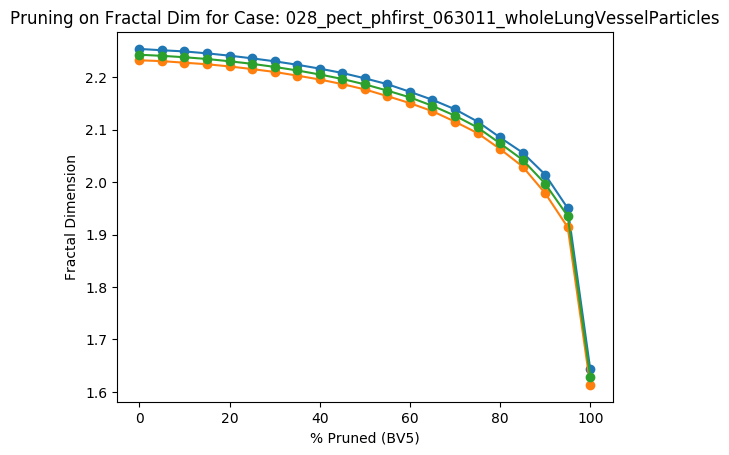 Pruning on Fractal Dim for Case: 028_pect_phfirst_063011_wholeLungVesselParticles
2.2
2.1
2.0
1.9
1.8
1.7
1.6
Fractal Dimension
0 20 40 60 80 100
% Pruned (BV5)